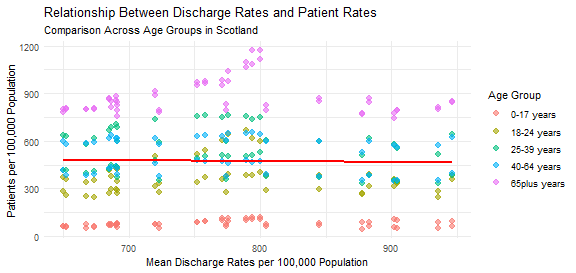 Relationship Between Discharge Rates and Patient Rates
Comparison Across Age Groups in Scotland
Patients per 100,000 Population
1200
900
600
300
0
700
800
900
Mean Discharge Rates per 100,000 Population
Age Group
0-17 years
18-24 years
25-39 years
40-64 years
65plus years